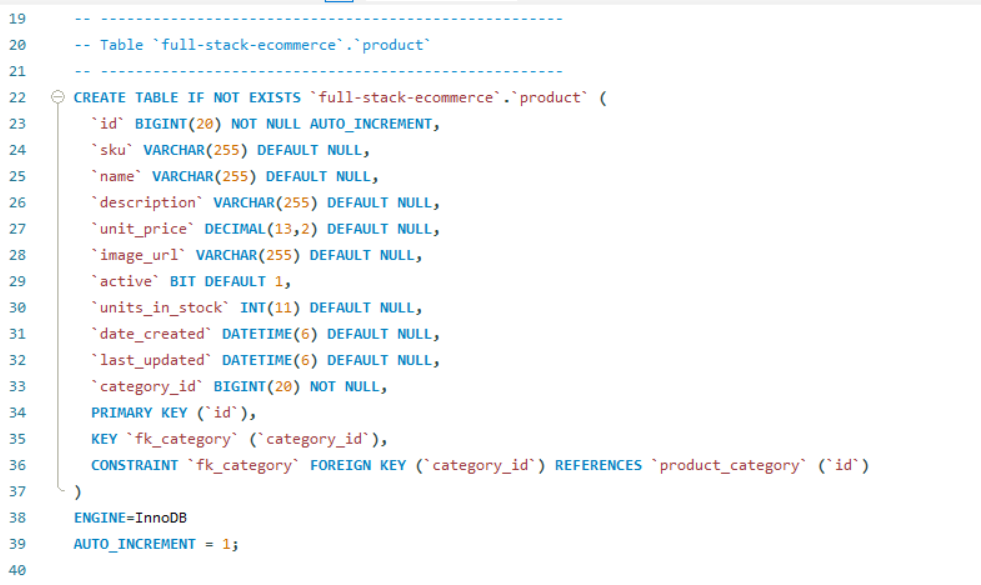 19 -- -----------------------------------------------------
20 -- Table `full-stack-ecommerce`.`product`
21 -- -----------------------------------------------------
22 CREATE TABLE IF NOT EXISTS `full-stack-ecommerce`.`product` (
23 `id` BIGINT(20) NOT NULL AUTO_INCREMENT,
24 `sku` VARCHAR(255) DEFAULT NULL,
25 `name` VARCHAR(255) DEFAULT NULL,
26 `description` VARCHAR(255) DEFAULT NULL,
27 `unit_price` DECIMAL(13,2) DEFAULT NULL,
28 `image_url` VARCHAR(255) DEFAULT NULL,
29 `active` BIT DEFAULT 1,
30 `units_in_stock` INT(11) DEFAULT NULL,
31 `date_created` DATETIME(6) DEFAULT NULL,
32 `last_updated` DATETIME(6) DEFAULT NULL,
33 `category_id` BIGINT(20) NOT NULL,
34 PRIMARY KEY (`id`),
35 KEY `fk_category` (`category_id`),
36 CONSTRAINT `fk_category` FOREIGN KEY (`category_id`) REFERENCES `product_category` (`id`)
37 )
38 ENGINE=InnoDB
39 AUTO_INCREMENT = 1;
40